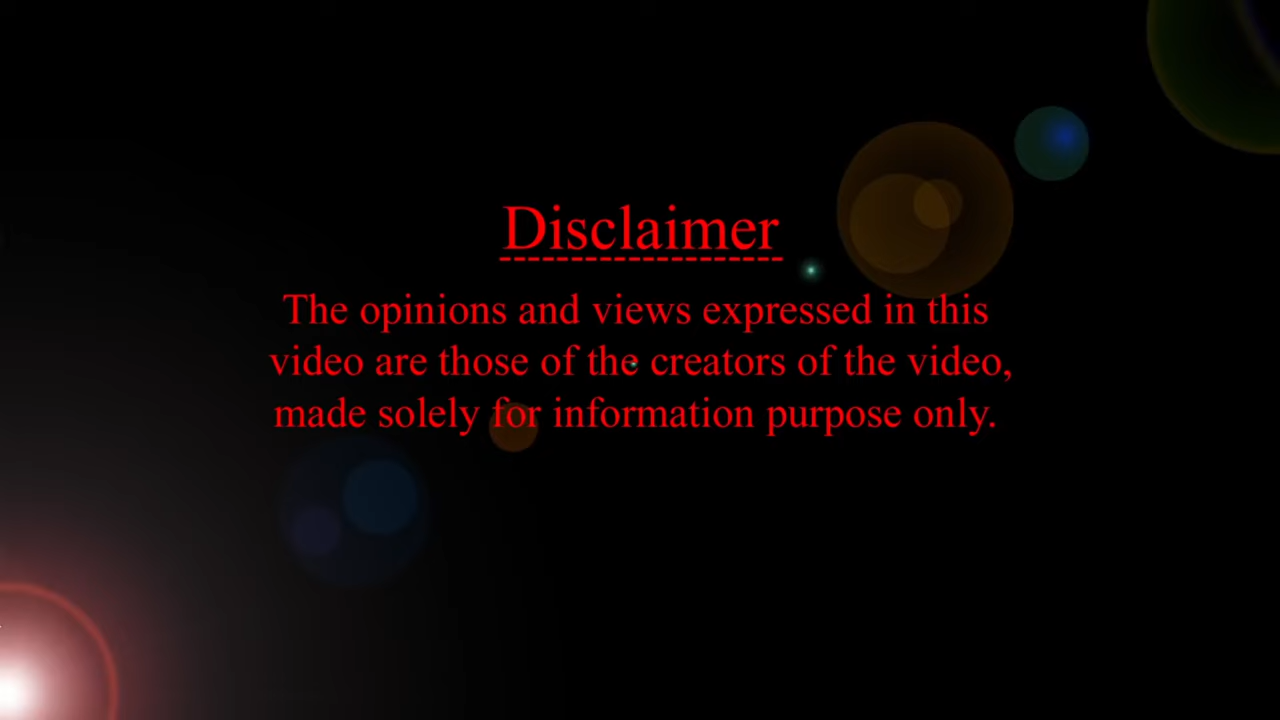 Disclaimer
The opinions and views expressed in this
video are those of the creators of the video,
made solely for information purpose only.